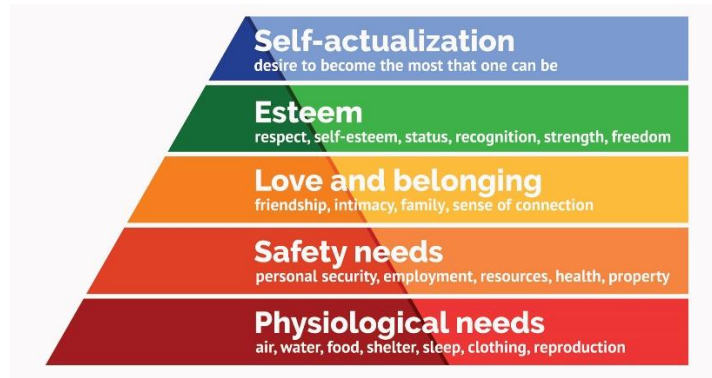 Self-actualization
desire to become the most that one can be
Esteem
respect, self-esteem, status, recognition, strength, freedom
Love and belonging
friendship, intimacy, family, sense of connection
Safety needs
personal security, employment, resources, health, property
Physiological needs
air, water, food, shelter, sleep, clothing, reproduction